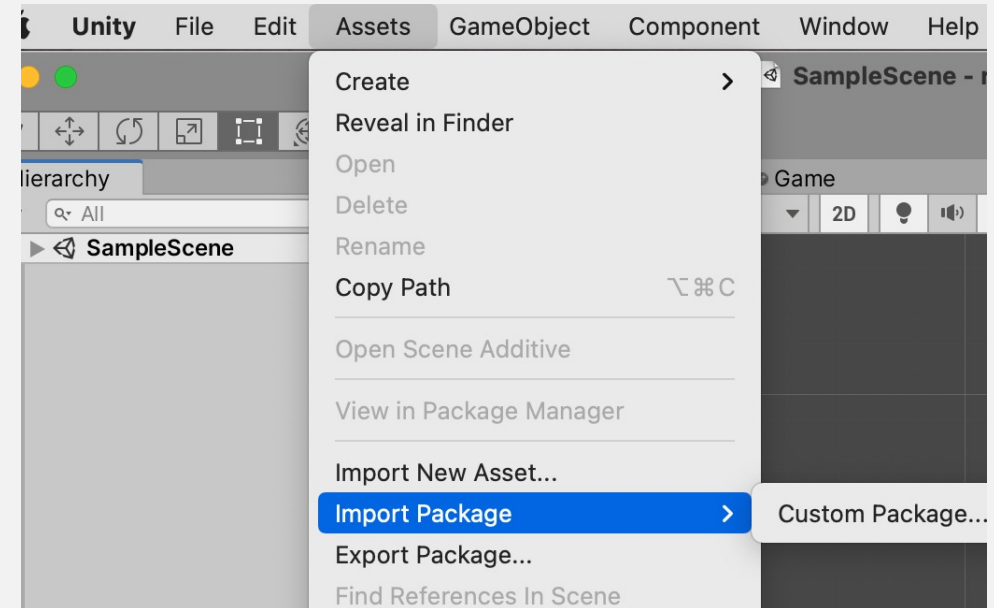 Unity File Edit Assets GameObject Component Window Help
SampleScene -
Create
Reveal in Finder
Open
Delete
Rename
Copy Path ⌥⌘C
Open Scene Additive
View in Package Manager
Import New Asset...
Import Package
Custom Package...
Export Package...
Find References In Scene
ierarchy
All
SampleScene
Game
2D